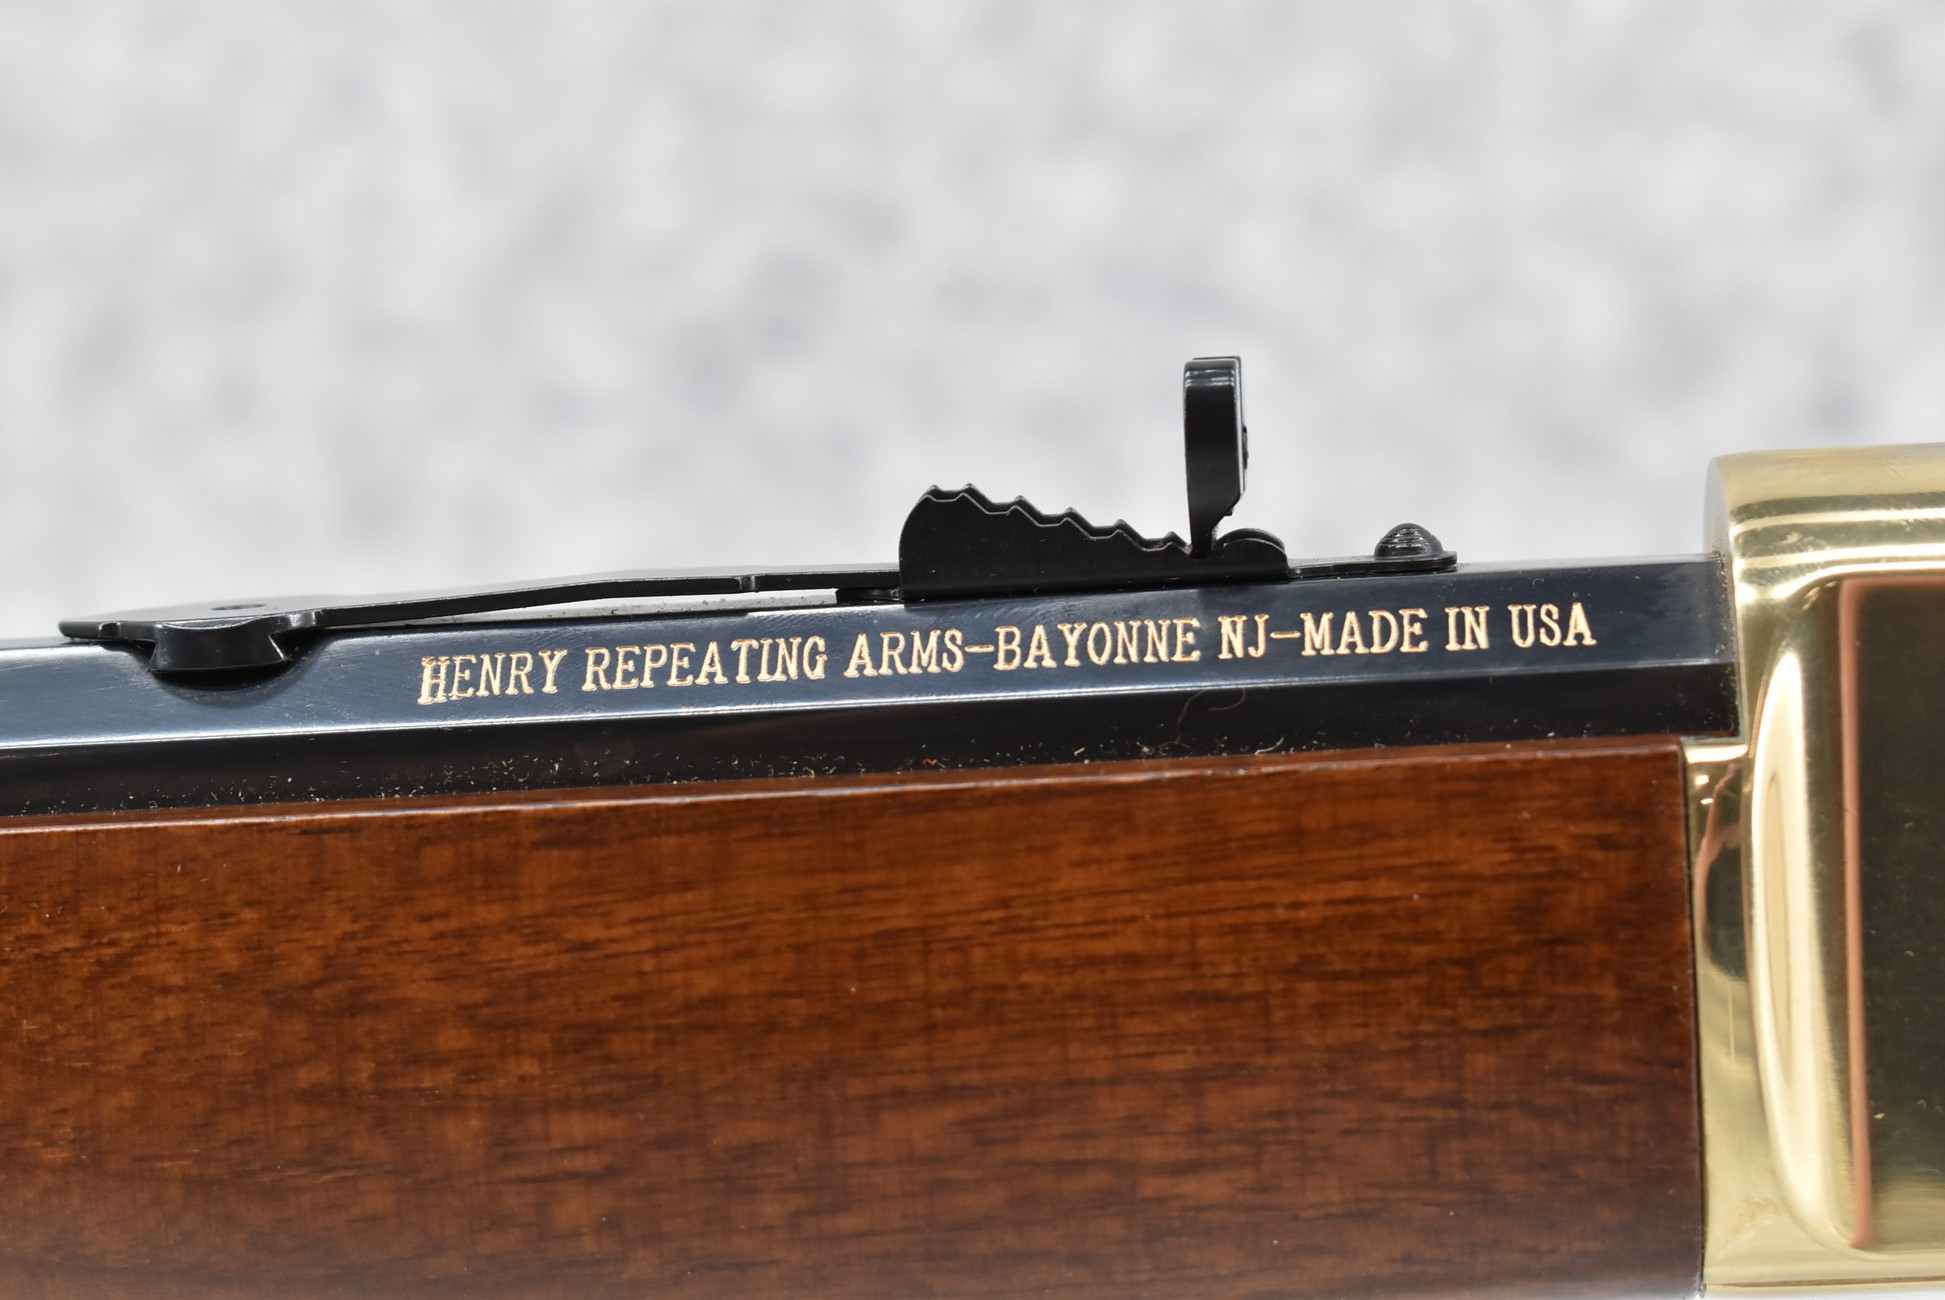 HENRY REPEATING ARMS-BAYONNE NJ-MADE IN USA